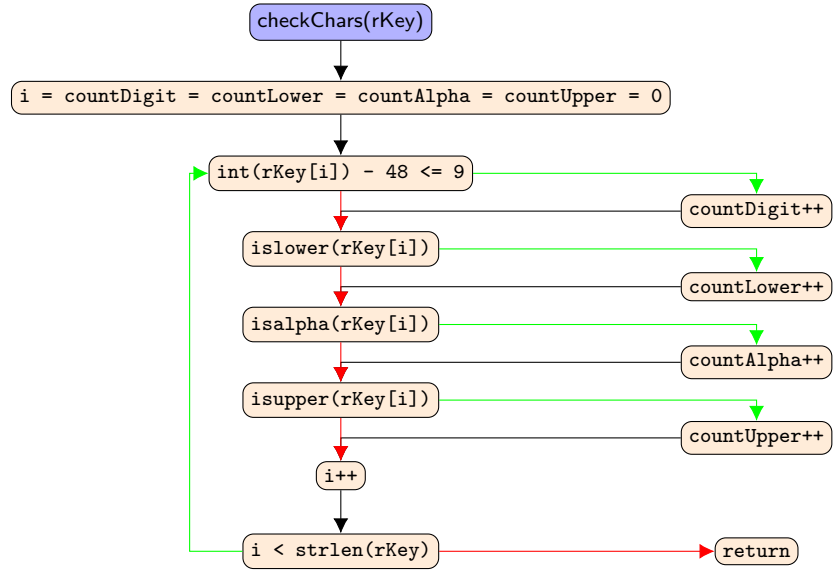 checkChars(rKey)
i = countDigit = countLower = countAlpha = countUpper = 0
int(rKey[i]) - 48 <= 9
countDigit++
islower(rKey[i])
countLower++
isalpha(rKey[i])
countAlpha++
isupper(rKey[i])
countUpper++
i++
i < strlen(rKey)
return